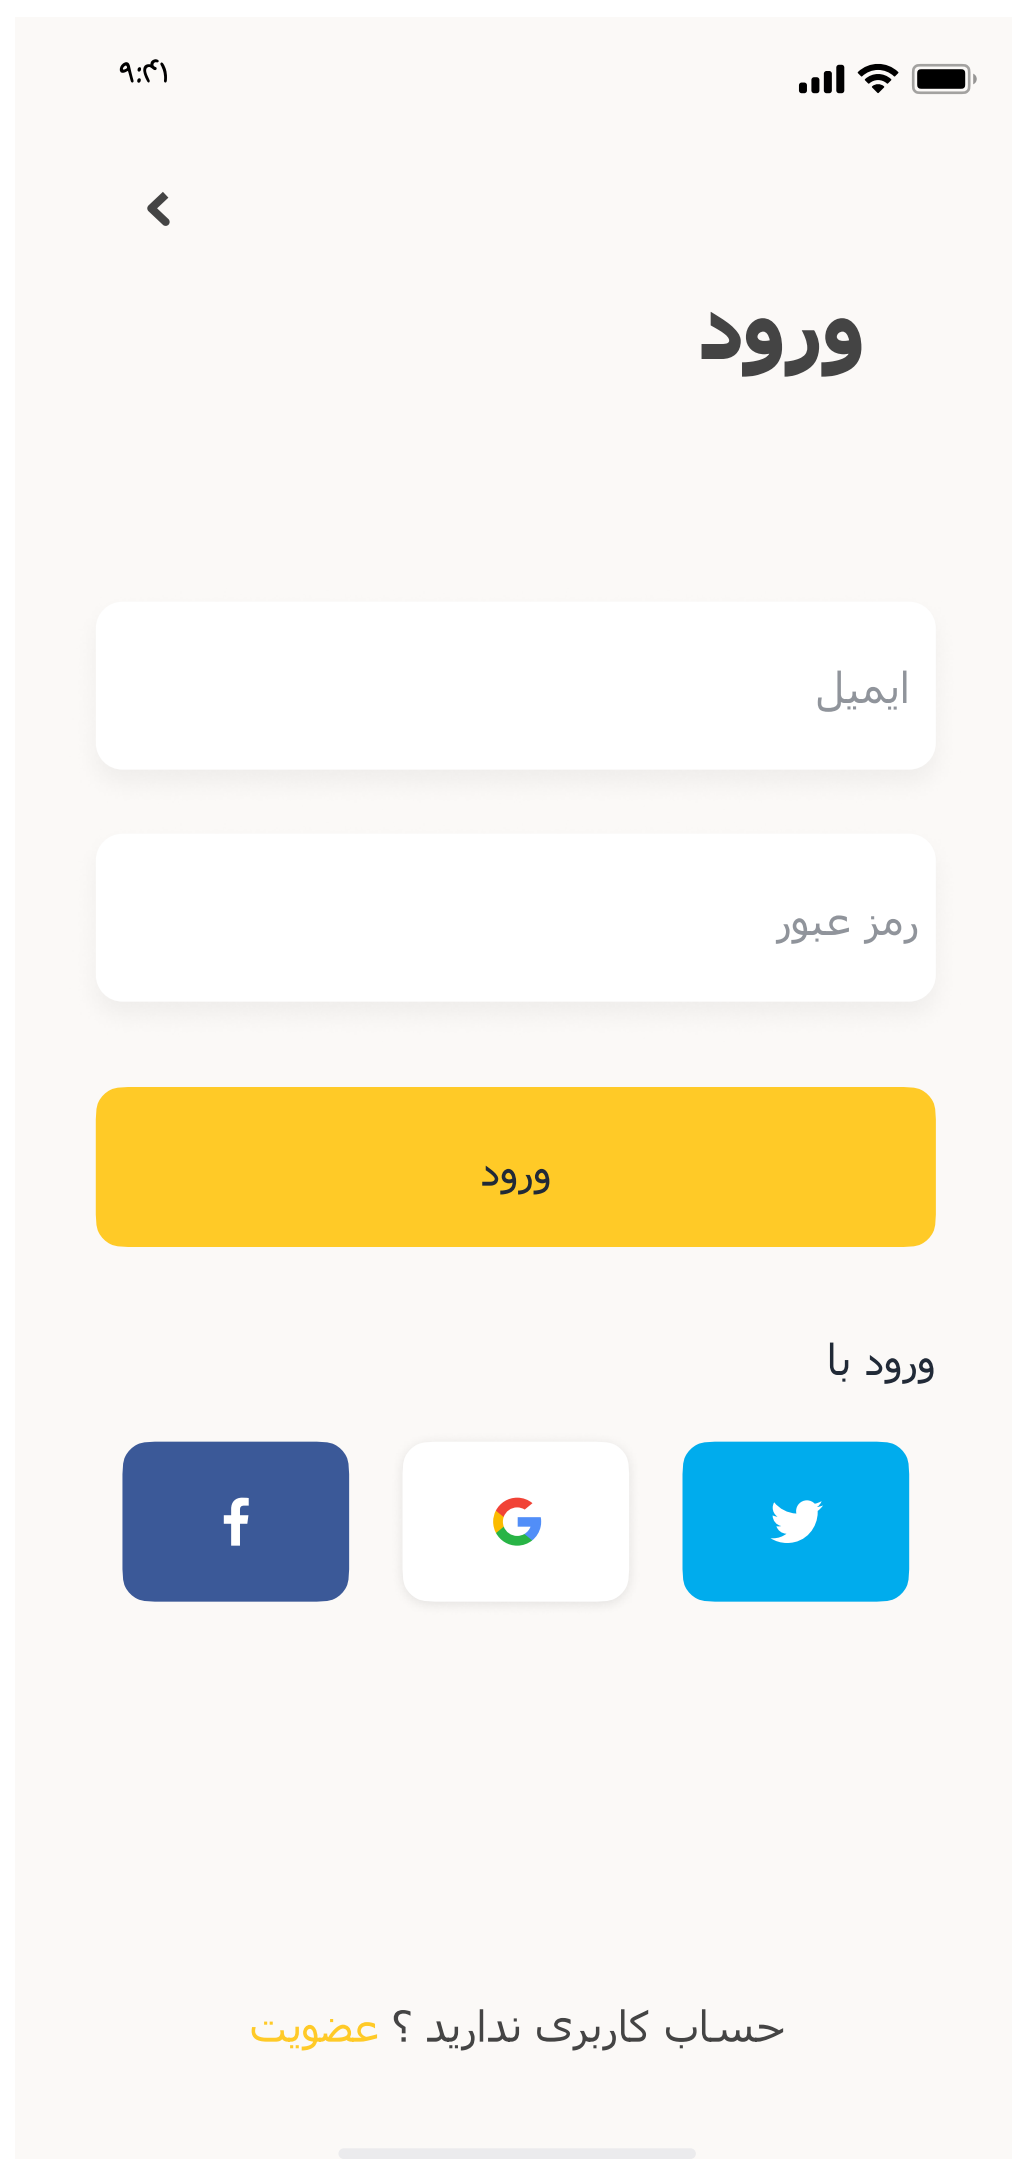 ۹:۴۱
ورود
ایمیل
رمز عبور
ورود
ورود با
حساب کاربری ندارید ؟ عضویت